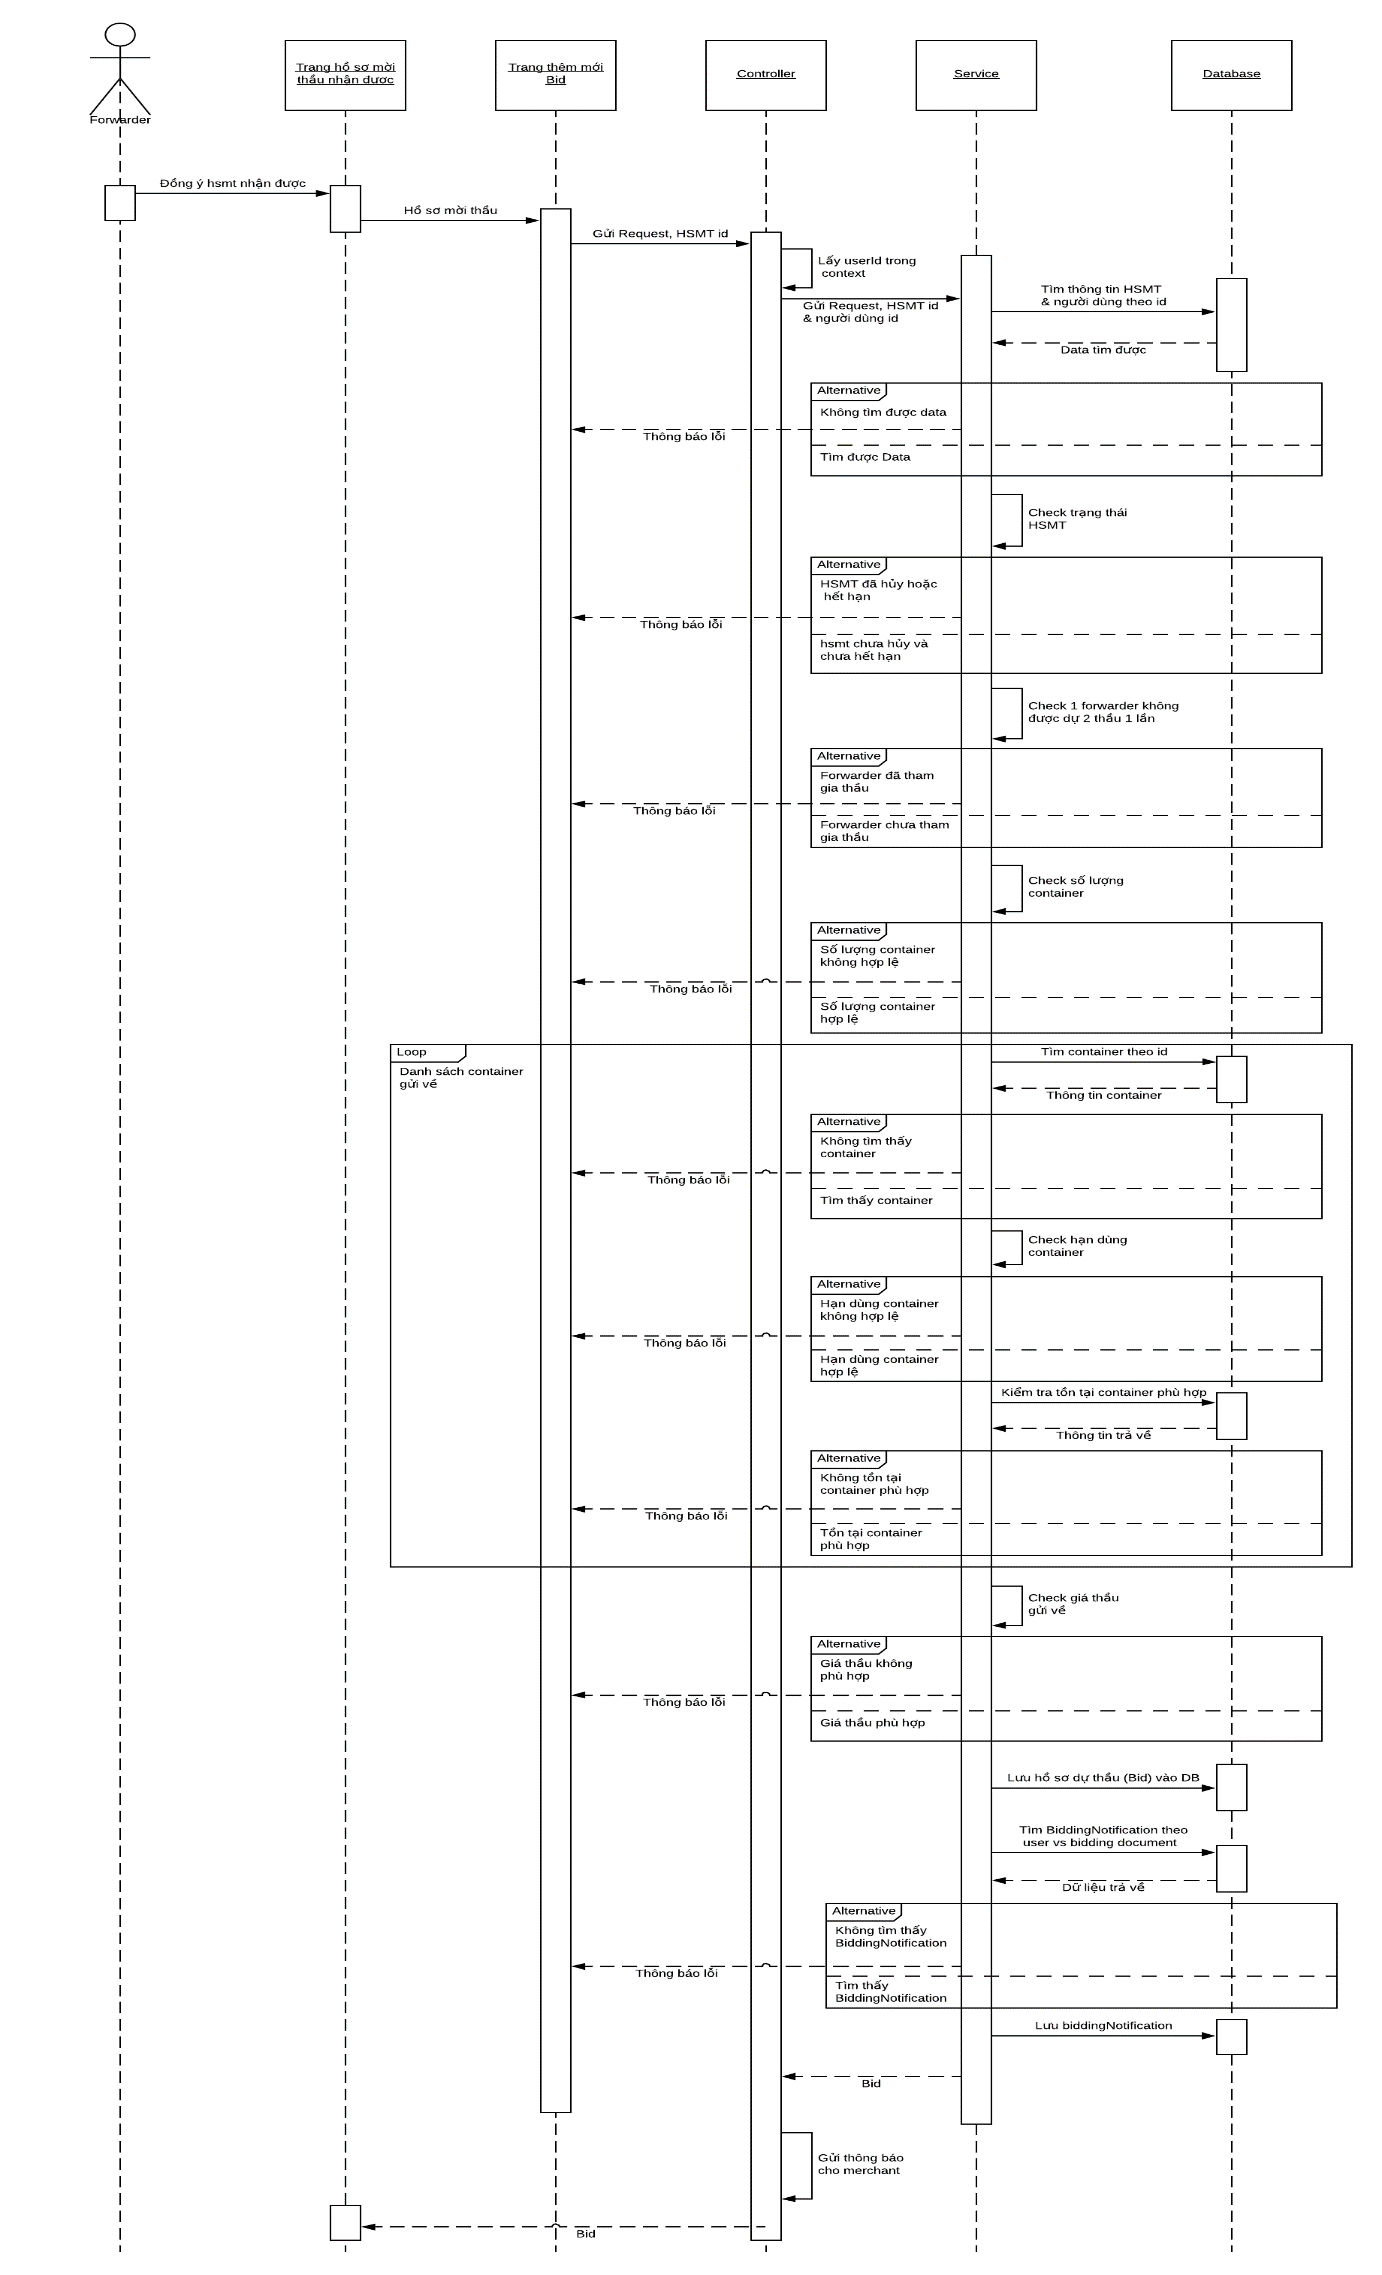 Trang hồ sơ mời
thầu nhận được
Trang thêm mới
Bid
Controller
Service
Database
Forwarder
Đồng ý hsmt nhận được
Hồ sơ mời thầu
Gửi Request, HSMT id
Lấy userId trong
context
Gửi Request, HSMT id
& người dùng id
Tìm thông tin HSMT
& người dùng theo id
Data tìm được
Alternative
Không tìm được data
Thông báo lỗi
Tìm được Data
Check trạng thái
HSMT
Alternative
HSMT đã hủy hoặc
hết hạn
Thông báo lỗi
hsmt chưa hủy và
chưa hết hạn
Check 1 forwarder không
được dự 2 thầu 1 lần
Alternative
Forwarder đã tham
gia thầu
Thông báo lỗi
Forwarder chưa tham
gia thầu
Check số lượng
container
Alternative
Số lượng container
không hợp lệ
Thông báo lỗi
Số lượng container
hợp lệ
Loop
Danh sách container
gửi về
Tìm container theo id
Thông tin container
Alternative
Không tìm thấy
container
Thông báo lỗi
Tìm thấy container
Check hạn dùng
container
Alternative
Hạn dùng container
không hợp lệ
Thông báo lỗi
Hạn dùng container
hợp lệ
Kiểm tra tồn tại container phù hợp
Thông tin trả về
Alternative
Không tồn tại
container phù hợp
Thông báo lỗi
Tồn tại container
phù hợp
Check giá thầu
gửi về
Alternative
Giá thầu không
phù hợp
Thông báo lỗi
Giá thầu phù hợp
Lưu hồ sơ dự thầu (Bid) vào DB
Tìm BiddingNotification theo
user vs bidding document
Dữ liệu trả về
Alternative
Không tìm thấy
BiddingNotification
Thông báo lỗi
Tìm thấy
BiddingNotification
Lưu biddingNotification
Bid
Gửi thông báo
cho merchant
Bid